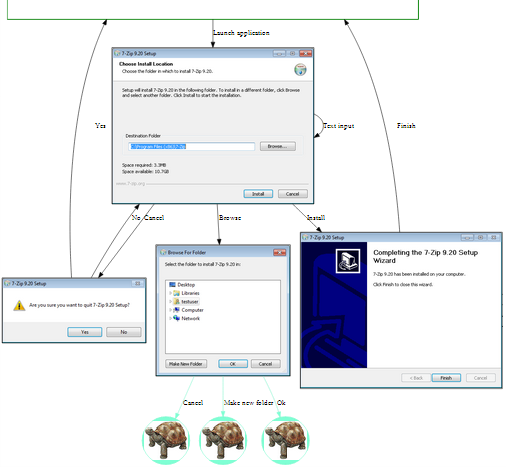 Launch application
7-Zip 9.20 Setup
Choose Install Location
Choose the folder in which to install 7-Zip 9.20.
Setup will install 7-Zip 9.20 in the following folder. To install in a different folder, click Browse
and select another folder. Click Install to start the installation.
Yes
Text input
Finish
Destination Folder
Browse...
Space required: 3.3MB
Space available: 10.7GB
www.7-zip.org
Install
Cancel
No
Cancel
Browse
Install
7-Zip 9.20 Setup
Completing the 7-Zip 9.20 Setup
Wizard
7-Zip 9.20 has been installed on your computer.
Click Finish to close this wizard.
< Back
Finish
Cancel
Browse For Folder
Select the folder to install 7-Zip 9.20 in:
Desktop
Libraries
testuser
Computer
Network
Make New Folder
OK
Cancel
7-Zip 9.20 Setup
Are you sure you want to quit 7-Zip 9.20 Setup?
Yes
No
Cancel
Make new folder
Ok